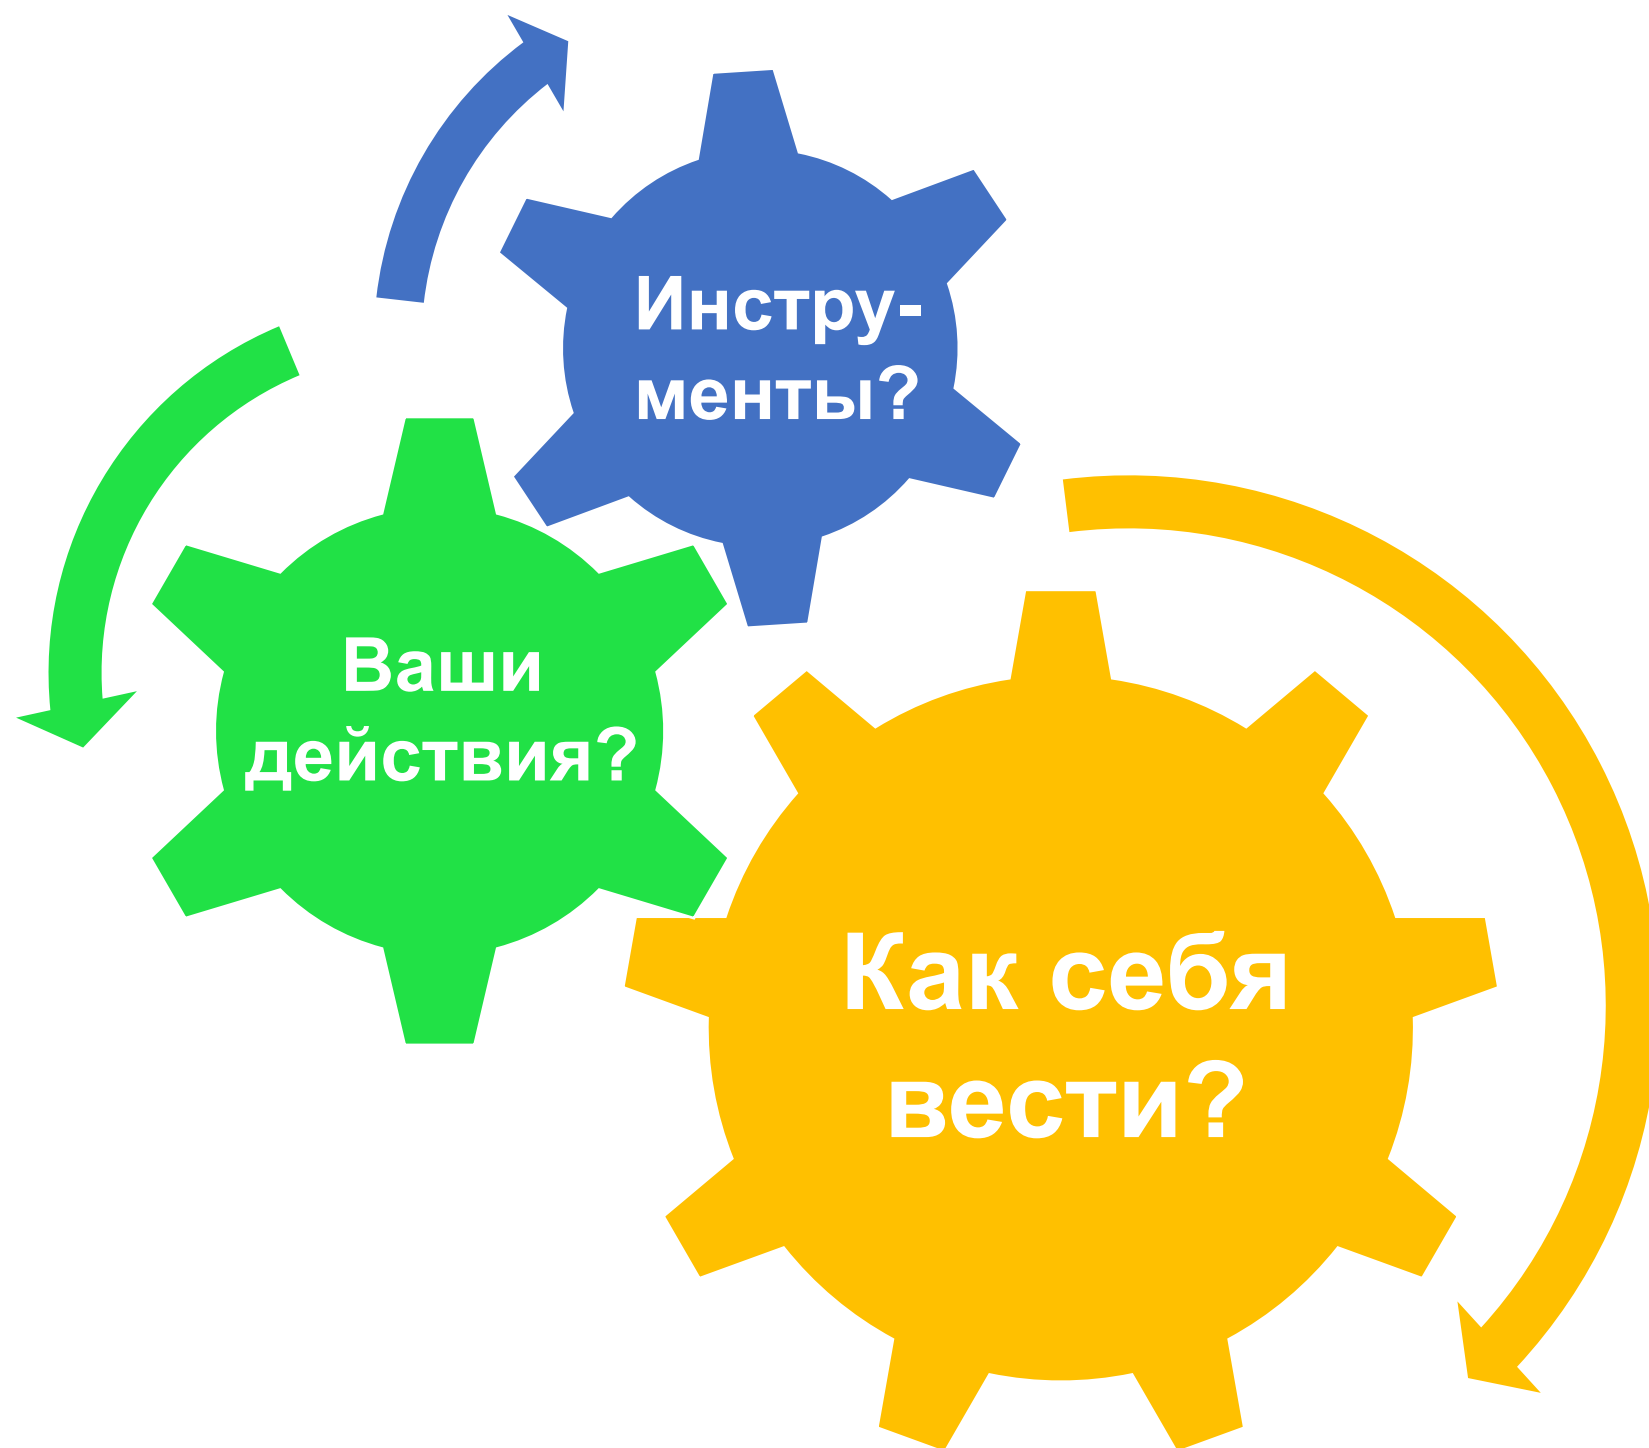 Инстру-
менты?
Ваши
действия?
Как себя
вести?